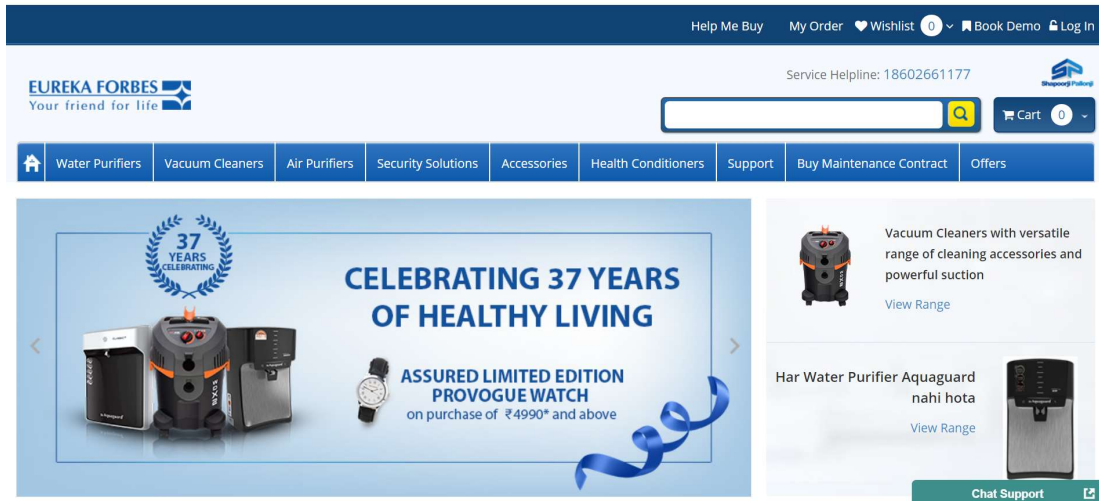 Help Me Buy My Order Wishlist 0 Book Demo Log In
EUREKA FORBES
Your friend for life
Service Helpline: 18602661177
SP
Shapoorji Pallonji
Cart 0
Water Purifiers Vacuum Cleaners Air Purifiers Security Solutions Accessories Health Conditioners Support Buy Maintenance Contract Offers
37
YEARS
CELEBRATING
CELEBRATING 37 YEARS
OF HEALTHY LIVING
ASSURED LIMITED EDITION
PROVOGUE WATCH
on purchase of ₹4990* and above
Vacuum Cleaners with versatile
range of cleaning accessories and
powerful suction
View Range
Har Water Purifier Aquaguard
nahi hota
View Range
Chat Support